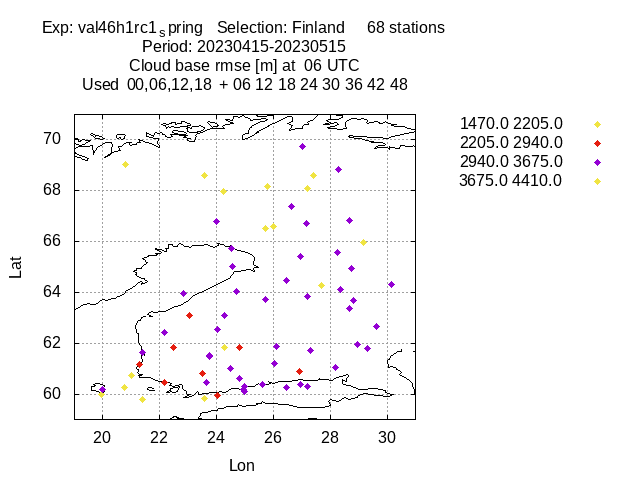 Exp: val46h1rc1spring Selection: Finland 68 stations
Period: 20230415-20230515
Cloud base rmse [m] at 06 UTC
Used 00,06,12,18 + 06 12 18 24 30 36 42 48
1470.0 2205.0
2205.0 2940.0
2940.0 3675.0
3675.0 4410.0
70
68
66
64
62
60
Lat
20 22 24 26 28 30
Lon